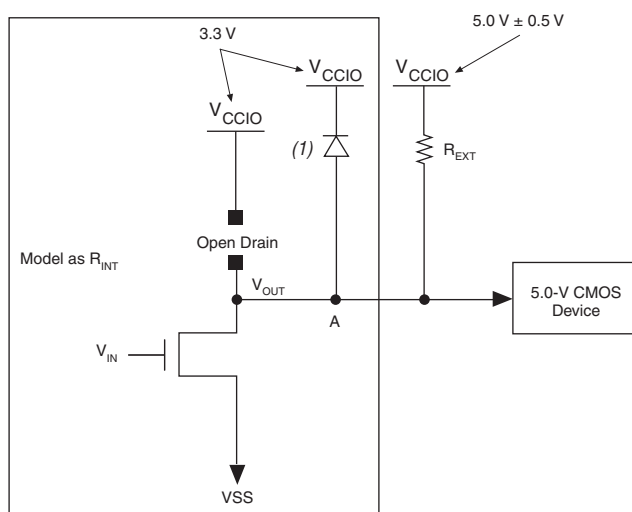 3.3 V
5.0 V ± 0.5 V
VCCIO
VCCIO
VCCIO
(1)
REXT
Open Drain
Model as RINT
VOUT
A
5.0-V CMOS
Device
VIN
VSS